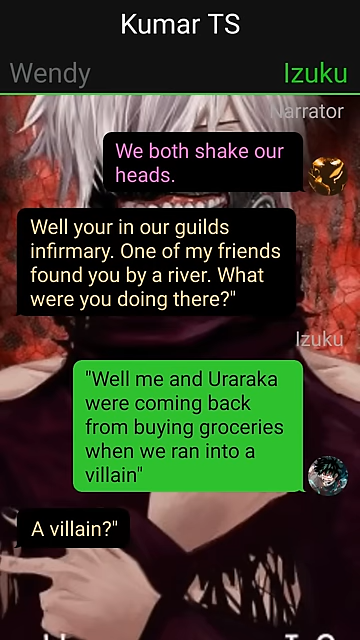 Kumar TS
Wendy
Izuku
Narrator
We both shake our
heads.
Well your in our guilds
infirmary. One of my friends
found you by a river. What
were you doing there?"
Izuku
"Well me and Uraraka
were coming back
from buying groceries
when we ran into a
villain"
A villain?"